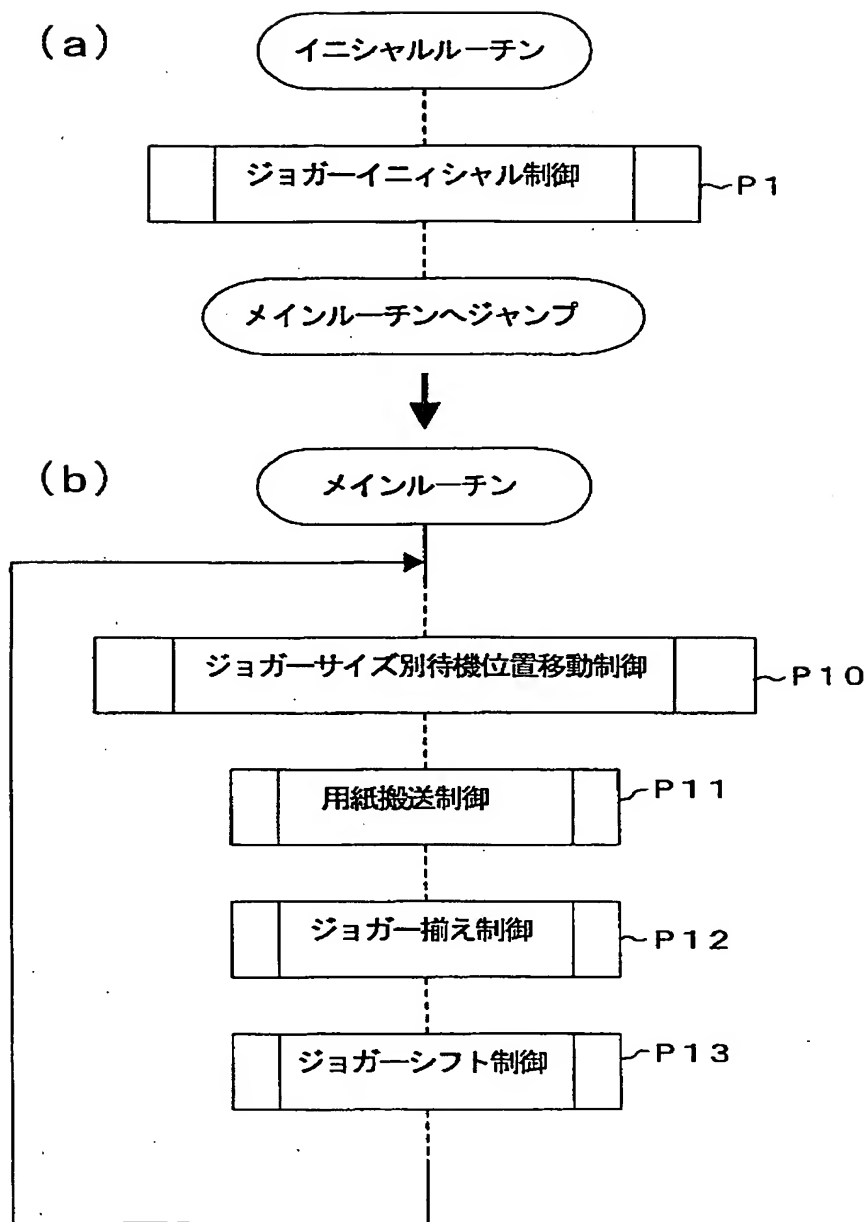 (a)
イニシャルルーチン
ジョガーイニィシャル制御
P1
メインルーチンへジャンプ
(b)
メインルーチン
ジョガーサイズ別待機位置移動制御
P10
用紙搬送制御
P11
ジョガー揃え制御
P12
ジョガーシフト制御
P13